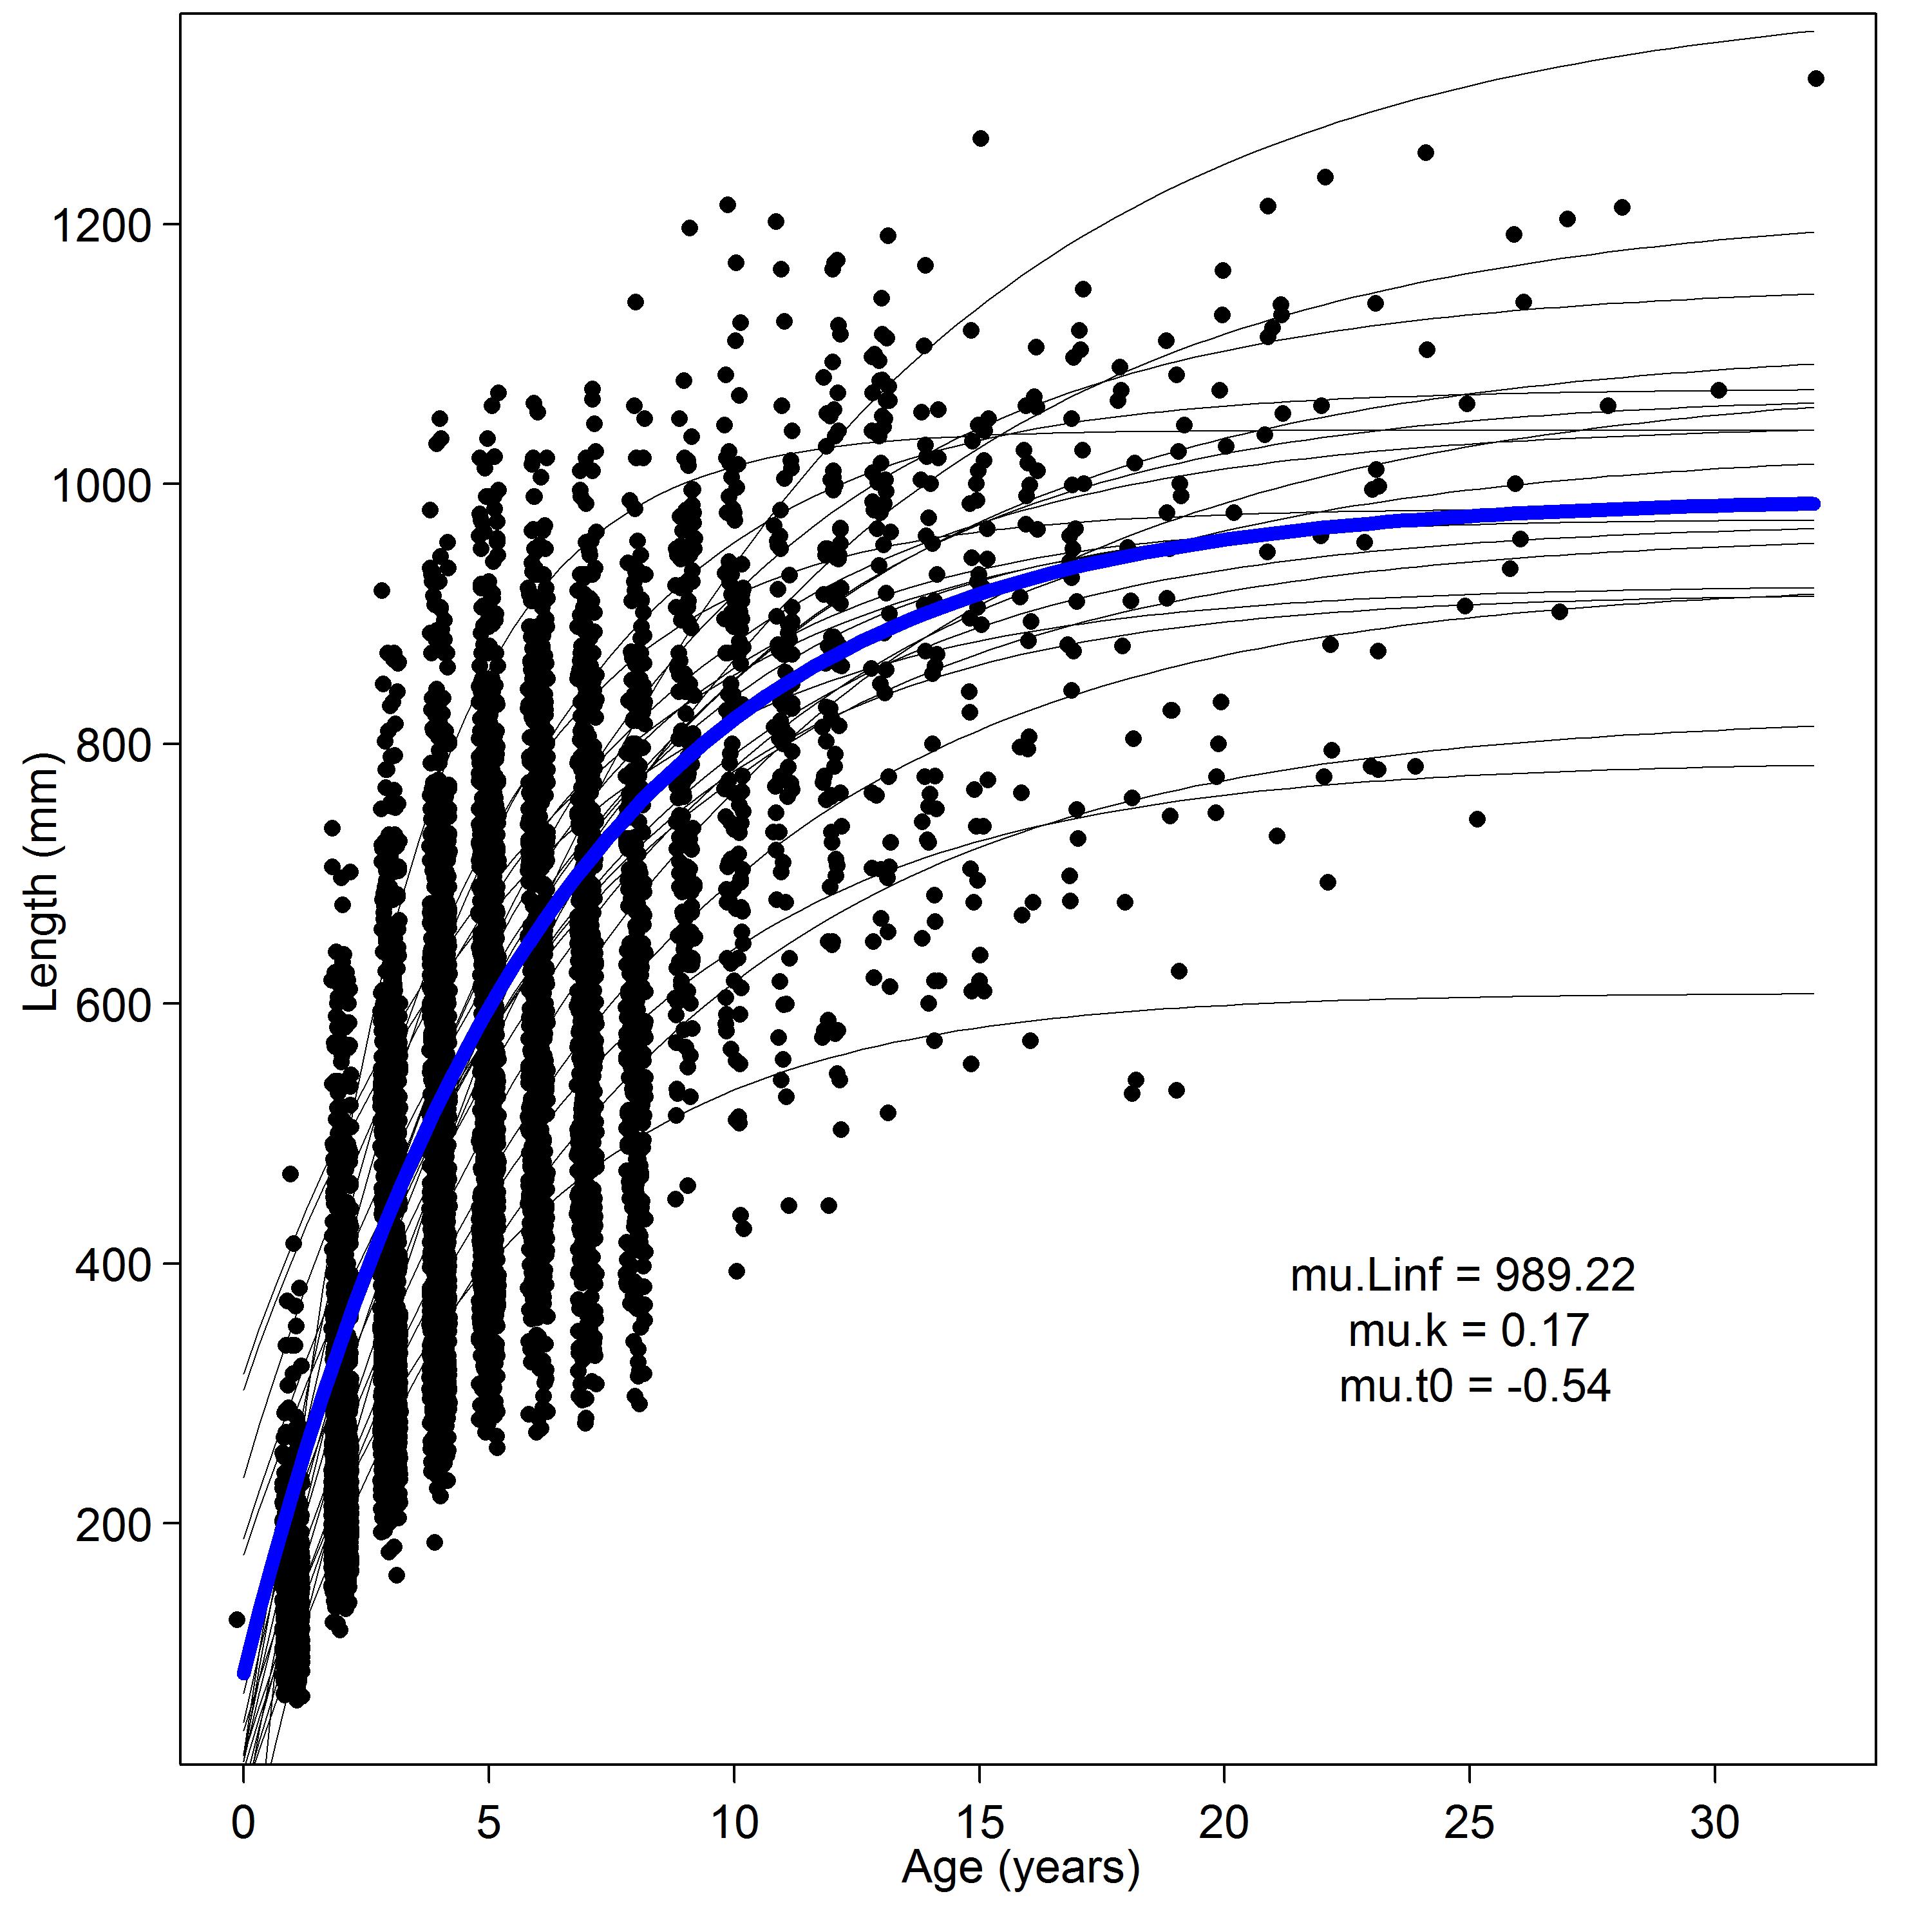 1200
1000
800
600
400
200
Length (mm)
mu.Linf = 989.22
mu.k = 0.17
mu.t0 = -0.54
0 5 10 15 20 25 30
Age (years)